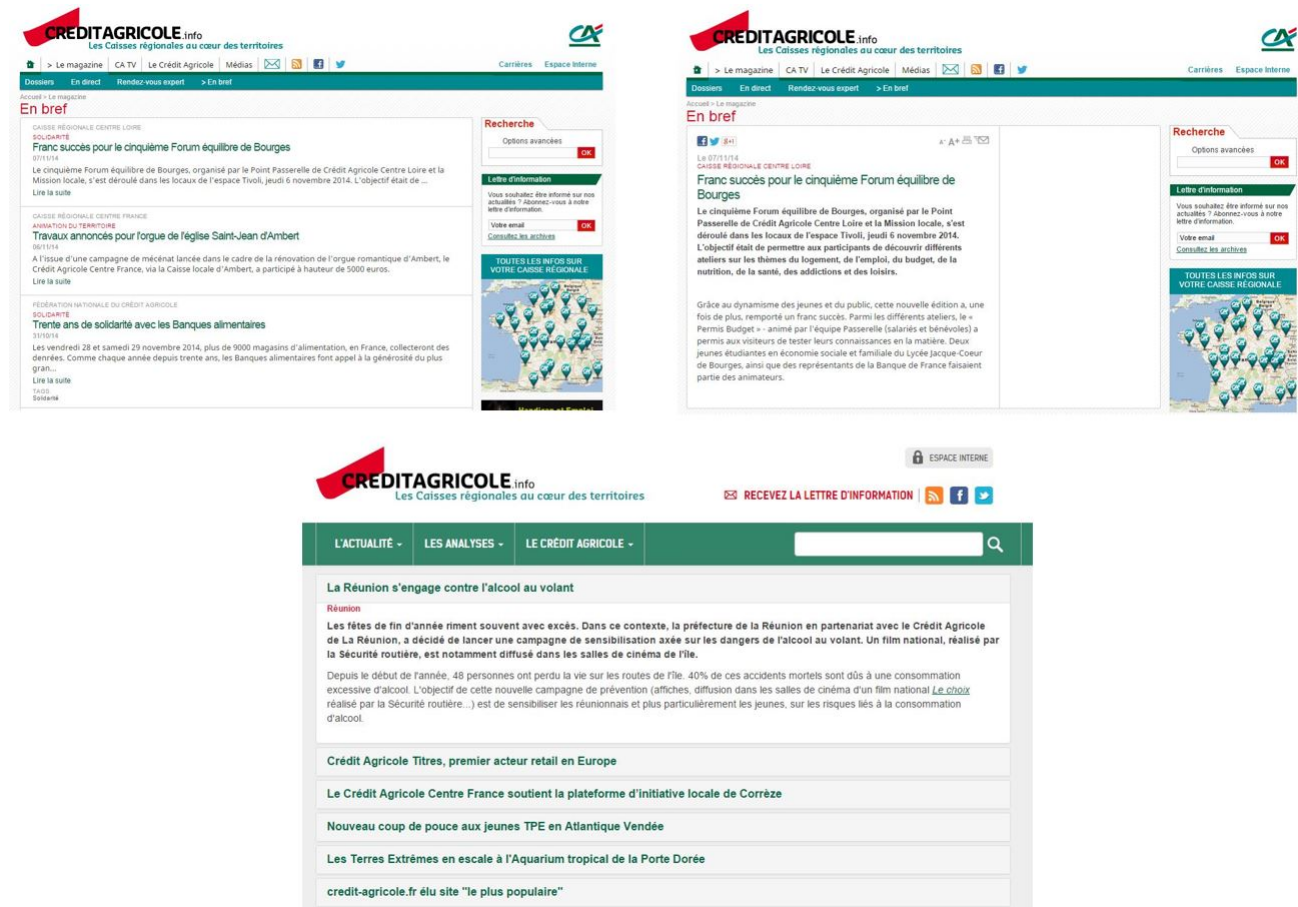 CREDITAGRICOLE.info
Les Caisses régionales au cœur des territoires
> Le magazine CA TV Le Crédit Agricole Médias
Carrières Espace Interne
Dossiers En direct Rendez-vous expert > En bref
Accueil > Le magazine
En bref
CAISSE RÉGIONALE CENTRE LOIRE
SOLIDARITÉ
Franc succès pour le cinquième Forum équilibre de Bourges
07/11/14
Le cinquième Forum équilibre de Bourges, organisé par le Point Passerelle de Crédit Agricole Centre Loire et la
Mission locale, s'est déroulé dans les locaux de l'espace Tivoli, jeudi 6 novembre 2014. L'objectif était de ...
Lire la suite
CAISSE RÉGIONALE CENTRE FRANCE
ANIMATION DU TERRITOIRE
Travaux annoncés pour l'orgue de l'église Saint-Jean d'Ambert
06/11/14
A l'issue d'une campagne de mécénat lancée dans le cadre de la rénovation de l'orgue romantique d'Ambert, le
Crédit Agricole Centre France, via la Caisse locale d'Ambert, a participé à hauteur de 5000 euros.
Lire la suite
FÉDÉRATION NATIONALE DU CRÉDIT AGRICOLE
SOLIDARITÉ
Trente ans de solidarité avec les Banques alimentaires
31/10/14
Les vendredi 28 et samedi 29 novembre 2014, plus de 9000 magasins d'alimentation, en France, collecteront des
denrées. Comme chaque année depuis trente ans, les Banques alimentaires font appel à la générosité du plus
gran...
Lire la suite
TAGS
Solidarité
Recherche
Options avancées
OK
Lettre d'information
Vous souhaitez être informé sur nos
actualités ? Abonnez-vous à notre
lettre d'information.
Votre email OK
Consultez les archives
TOUTES LES INFOS SUR
VOTRE CAISSE RÉGIONALE
Handicap et Emploi
CREDITAGRICOLE.info
Les Caisses régionales au cœur des territoires
> Le magazine CA TV Le Crédit Agricole Médias
Carrières Espace Interne
Dossiers En direct Rendez-vous expert > En bref
Accueil > Le magazine
En bref
A- A+
Le 07/11/14
CAISSE RÉGIONALE CENTRE LOIRE
Franc succès pour le cinquième Forum équilibre de
Bourges
Le cinquième Forum équilibre de Bourges, organisé par le Point
Passerelle de Crédit Agricole Centre Loire et la Mission locale, s'est
déroulé dans les locaux de l'espace Tivoli, jeudi 6 novembre 2014.
L'objectif était de permettre aux participants de découvrir différents
ateliers sur les thèmes du logement, de l'emploi, du budget, de la
nutrition, de la santé, des addictions et des loisirs.
Grâce au dynamisme des jeunes et du public, cette nouvelle édition a, une
fois de plus, remporté un franc succès. Parmi les différents ateliers, le «
Permis Budget » - animé par l'équipe Passerelle (salariés et bénévoles) a
permis aux visiteurs de tester leurs connaissances en la matière. Deux
jeunes étudiantes en économie sociale et familiale du Lycée Jacque-Coeur
de Bourges, ainsi que des représentants de la Banque de France faisaient
partie des animateurs.
Recherche
Options avancées
OK
Lettre d'information
Vous souhaitez être informé sur nos
actualités ? Abonnez-vous à notre
lettre d'information.
Votre email OK
Consultez les archives
TOUTES LES INFOS SUR
VOTRE CAISSE RÉGIONALE
ESPACE INTERNE
CREDITAGRICOLE.info
Les Caisses régionales au cœur des territoires
RECEVEZ LA LETTRE D'INFORMATION
L'ACTUALITÉ LES ANALYSES LE CRÉDIT AGRICOLE
La Réunion s'engage contre l'alcool au volant
Réunion
Les fêtes de fin d'année riment souvent avec excès. Dans ce contexte, la préfecture de la Réunion en partenariat avec le Crédit Agricole
de La Réunion, a décidé de lancer une campagne de sensibilisation axée sur les dangers de l'alcool au volant. Un film national, réalisé par
la Sécurité routière, est notamment diffusé dans les salles de cinéma de l'île.
Depuis le début de l'année, 48 personnes ont perdu la vie sur les routes de l'île. 40% de ces accidents mortels sont dûs à une consommation
excessive d'alcool. L'objectif de cette nouvelle campagne de prévention (affiches, diffusion dans les salles de cinéma d'un film national Le choix
réalisé par la Sécurité routière...) est de sensibiliser les réunionnais et plus particulièrement les jeunes, sur les risques liés à la consommation
d'alcool.
Crédit Agricole Titres, premier acteur retail en Europe
Le Crédit Agricole Centre France soutient la plateforme d'initiative locale de Corrèze
Nouveau coup de pouce aux jeunes TPE en Atlantique Vendée
Les Terres Extrêmes en escale à l'Aquarium tropical de la Porte Dorée
credit-agricole.fr élu site "le plus populaire"